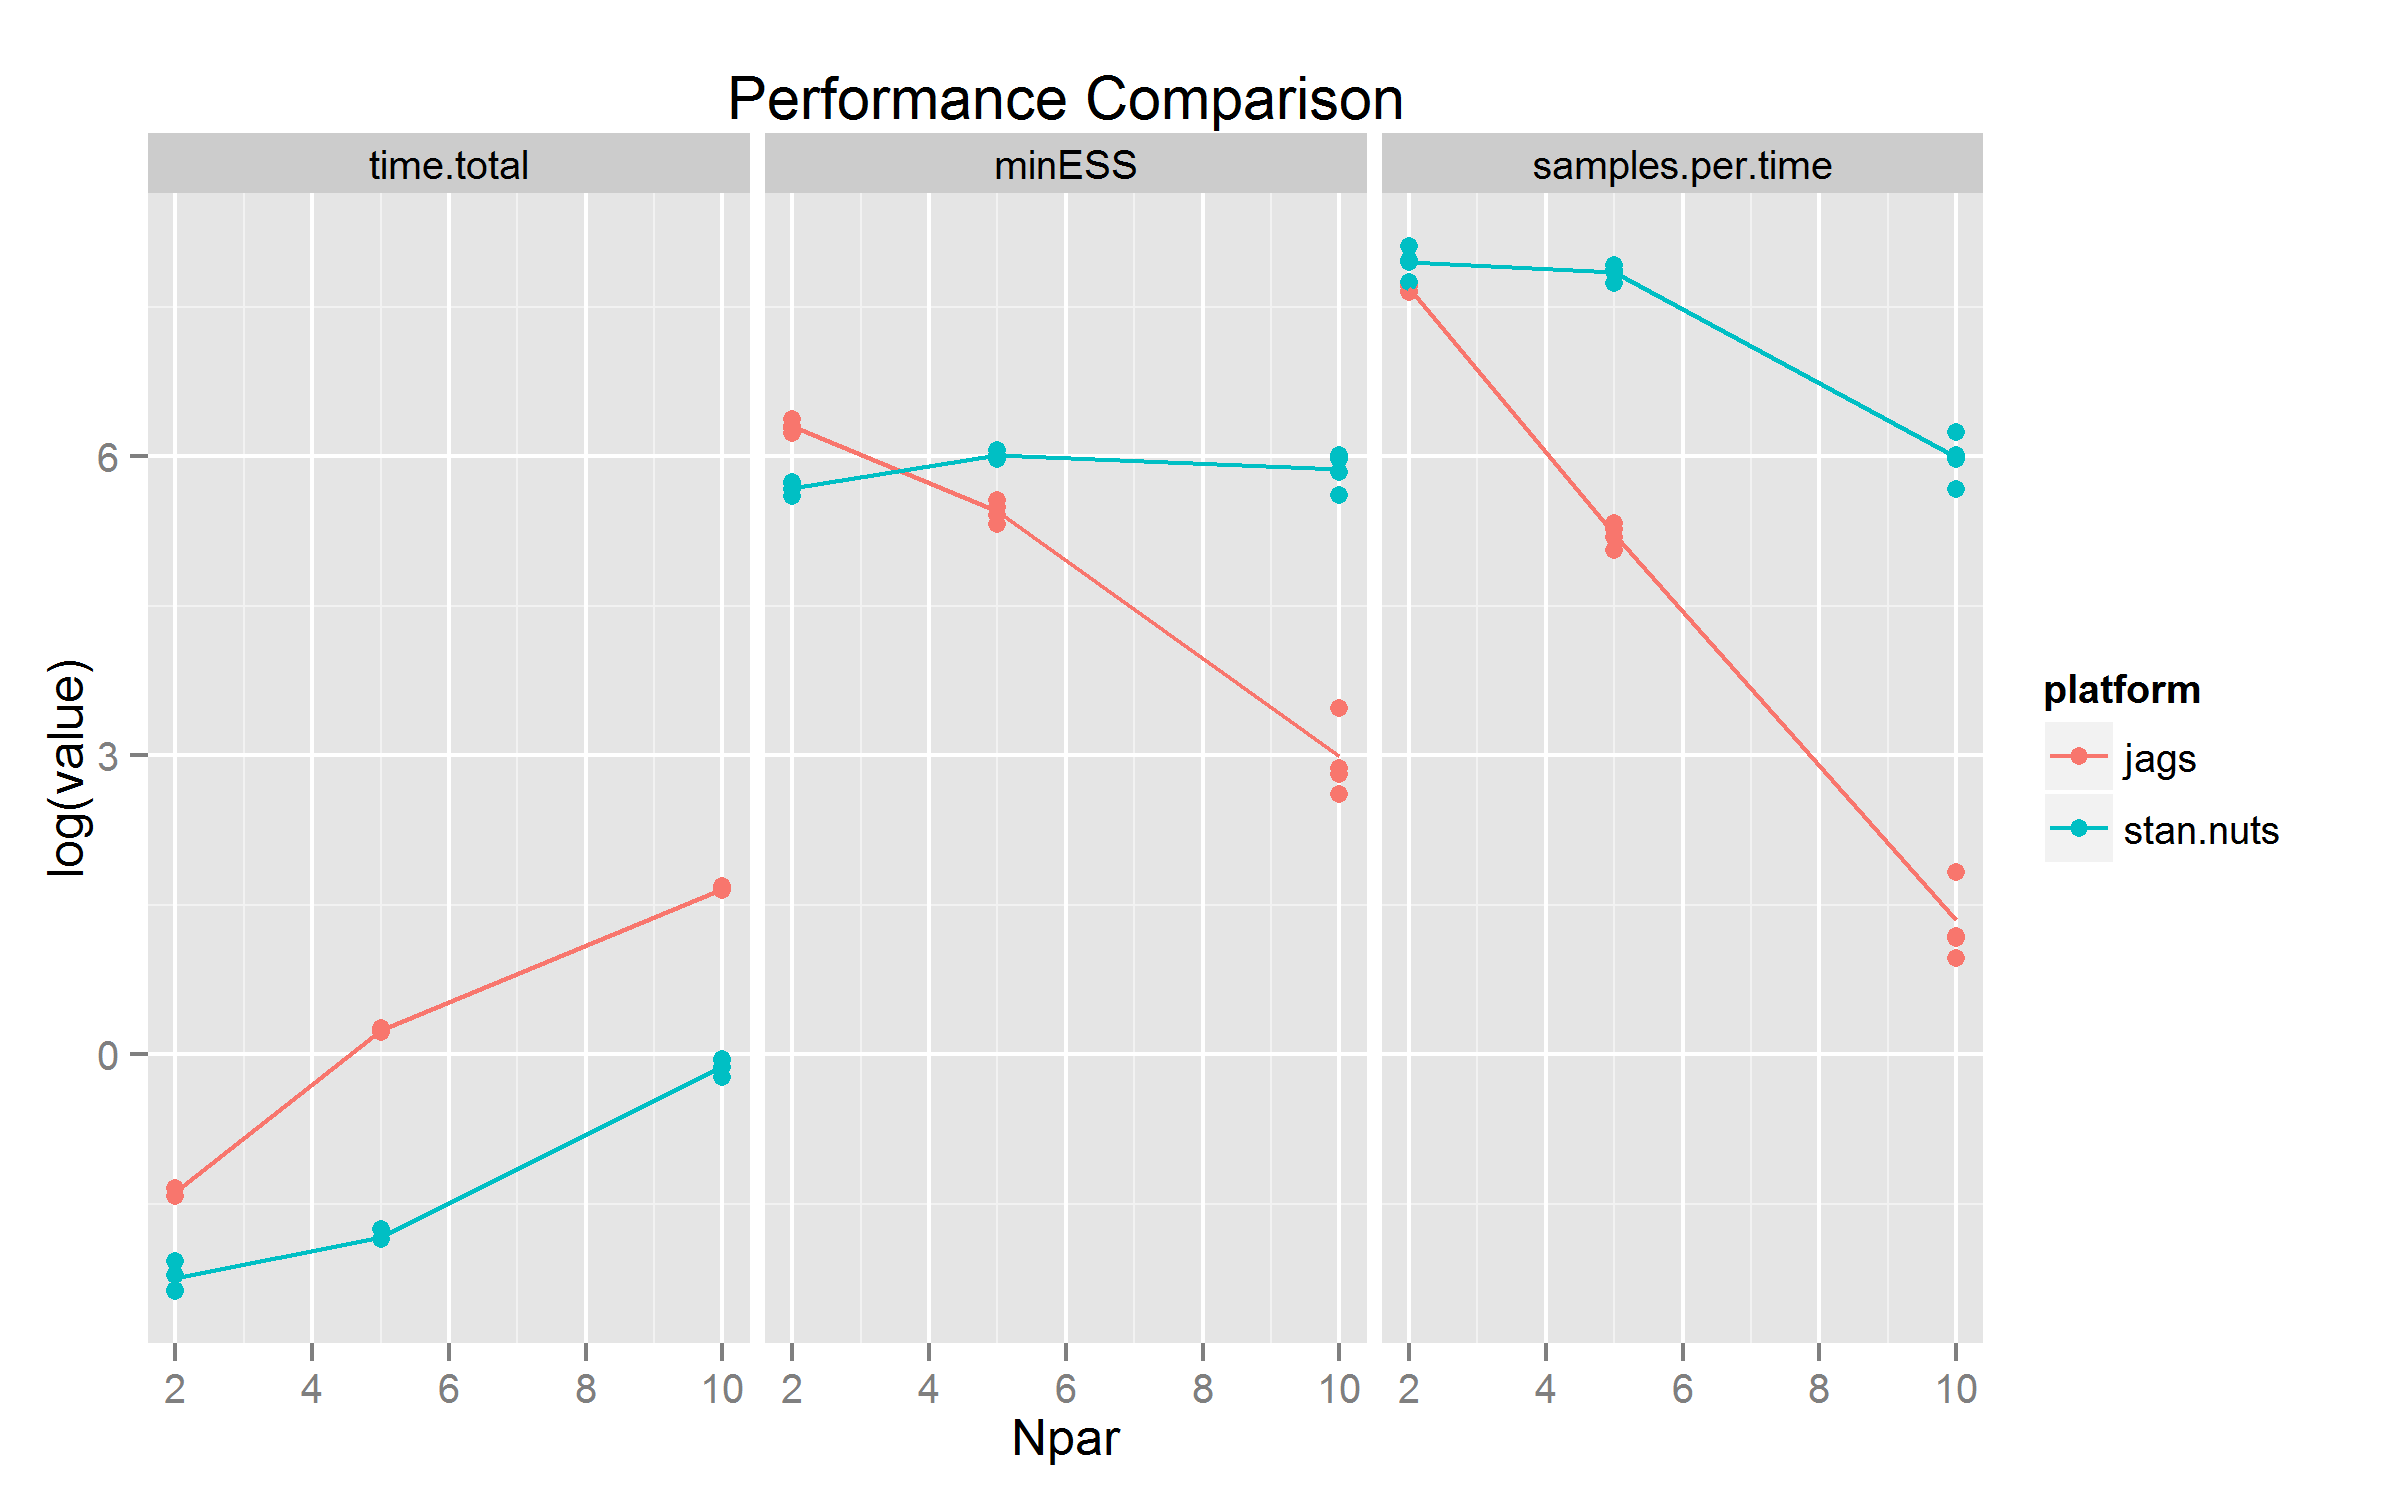 Performance Comparison
time.total minESS samples.per.time
log(value)
6
3
0
2 4 6 8 10 2 4 6 8 10 2 4 6 8 10
Npar
platform
jags
stan.nuts